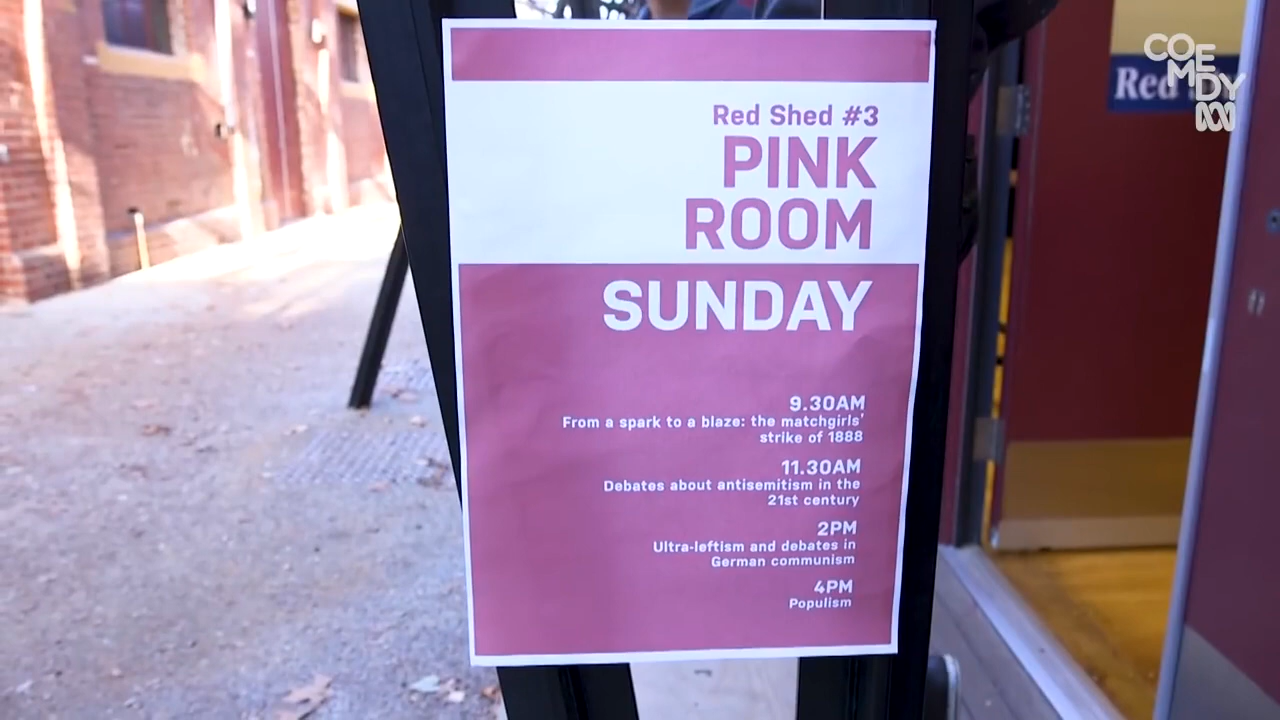 COMEDY
Red
Red Shed #3
PINK
ROOM
SUNDAY
9.30AM
From a spark to a blaze: the matchgirls'
strike of 1888
11.30AM
Debates about antisemitism in the
21st century
2PM
Ultra-leftism and debates in
German communism
4PM
Populism